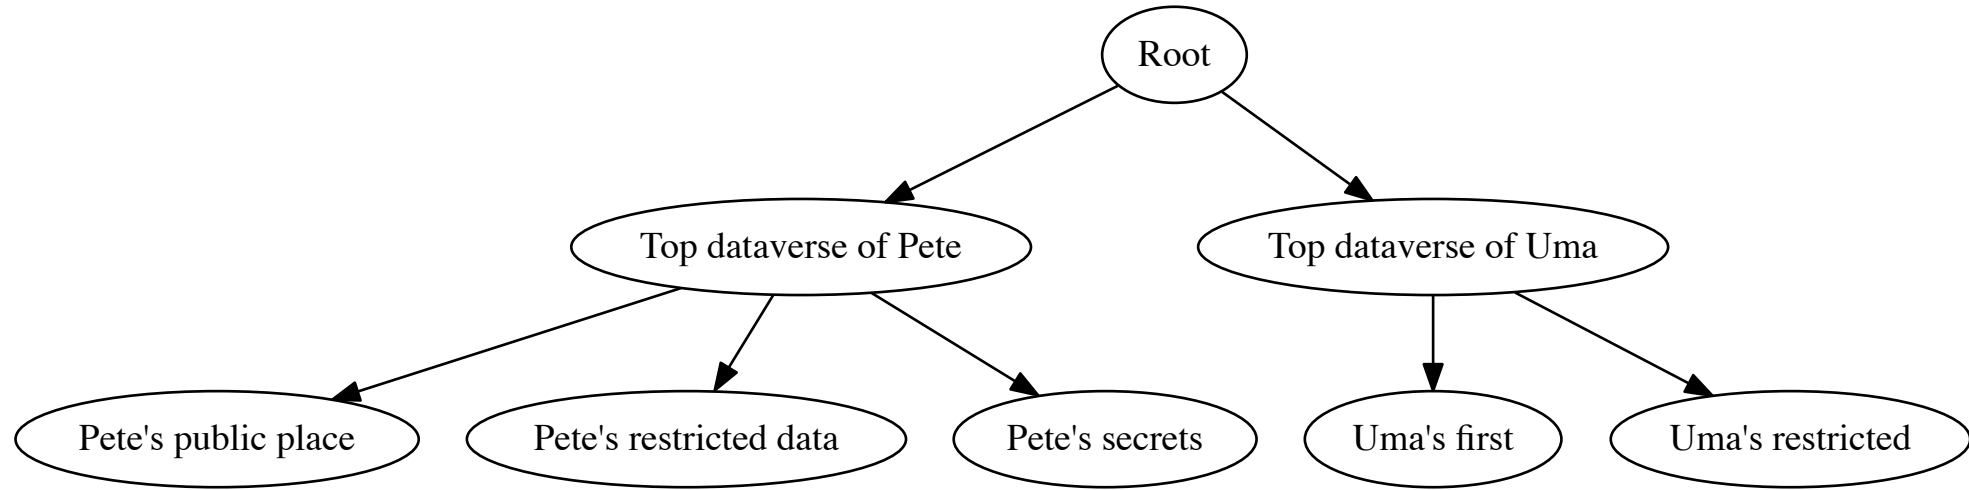 Root
Top dataverse of Pete
Top dataverse of Uma
Pete's public place
Pete's restricted data
Pete's secrets
Uma's first
Uma's restricted